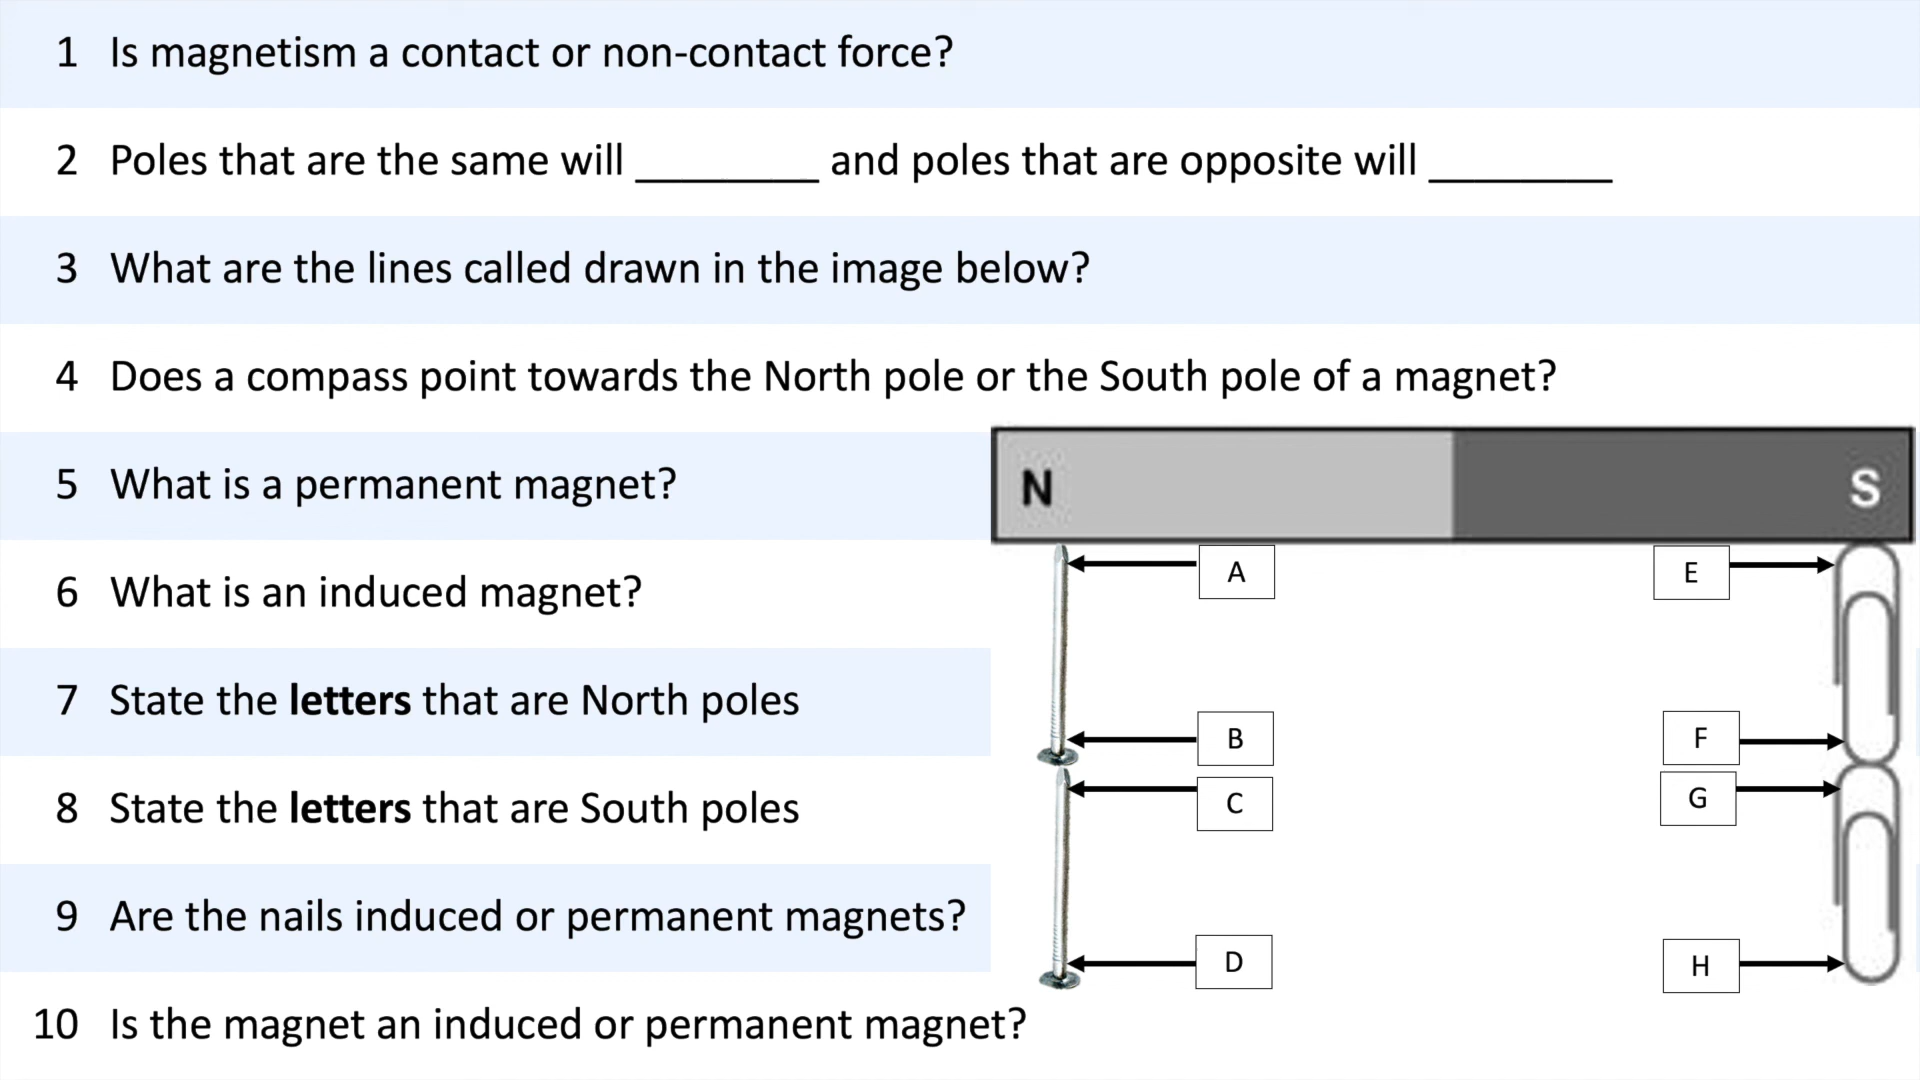 1 Is magnetism a contact or non-contact force?
2 Poles that are the same will ________ and poles that are opposite will ________
3 What are the lines called drawn in the image below?
4 Does a compass point towards the North pole or the South pole of a magnet?
5 What is a permanent magnet?
6 What is an induced magnet?
7 State the letters that are North poles
8 State the letters that are South poles
9 Are the nails induced or permanent magnets?
10 Is the magnet an induced or permanent magnet?
N S
A E
B F
C G
D H